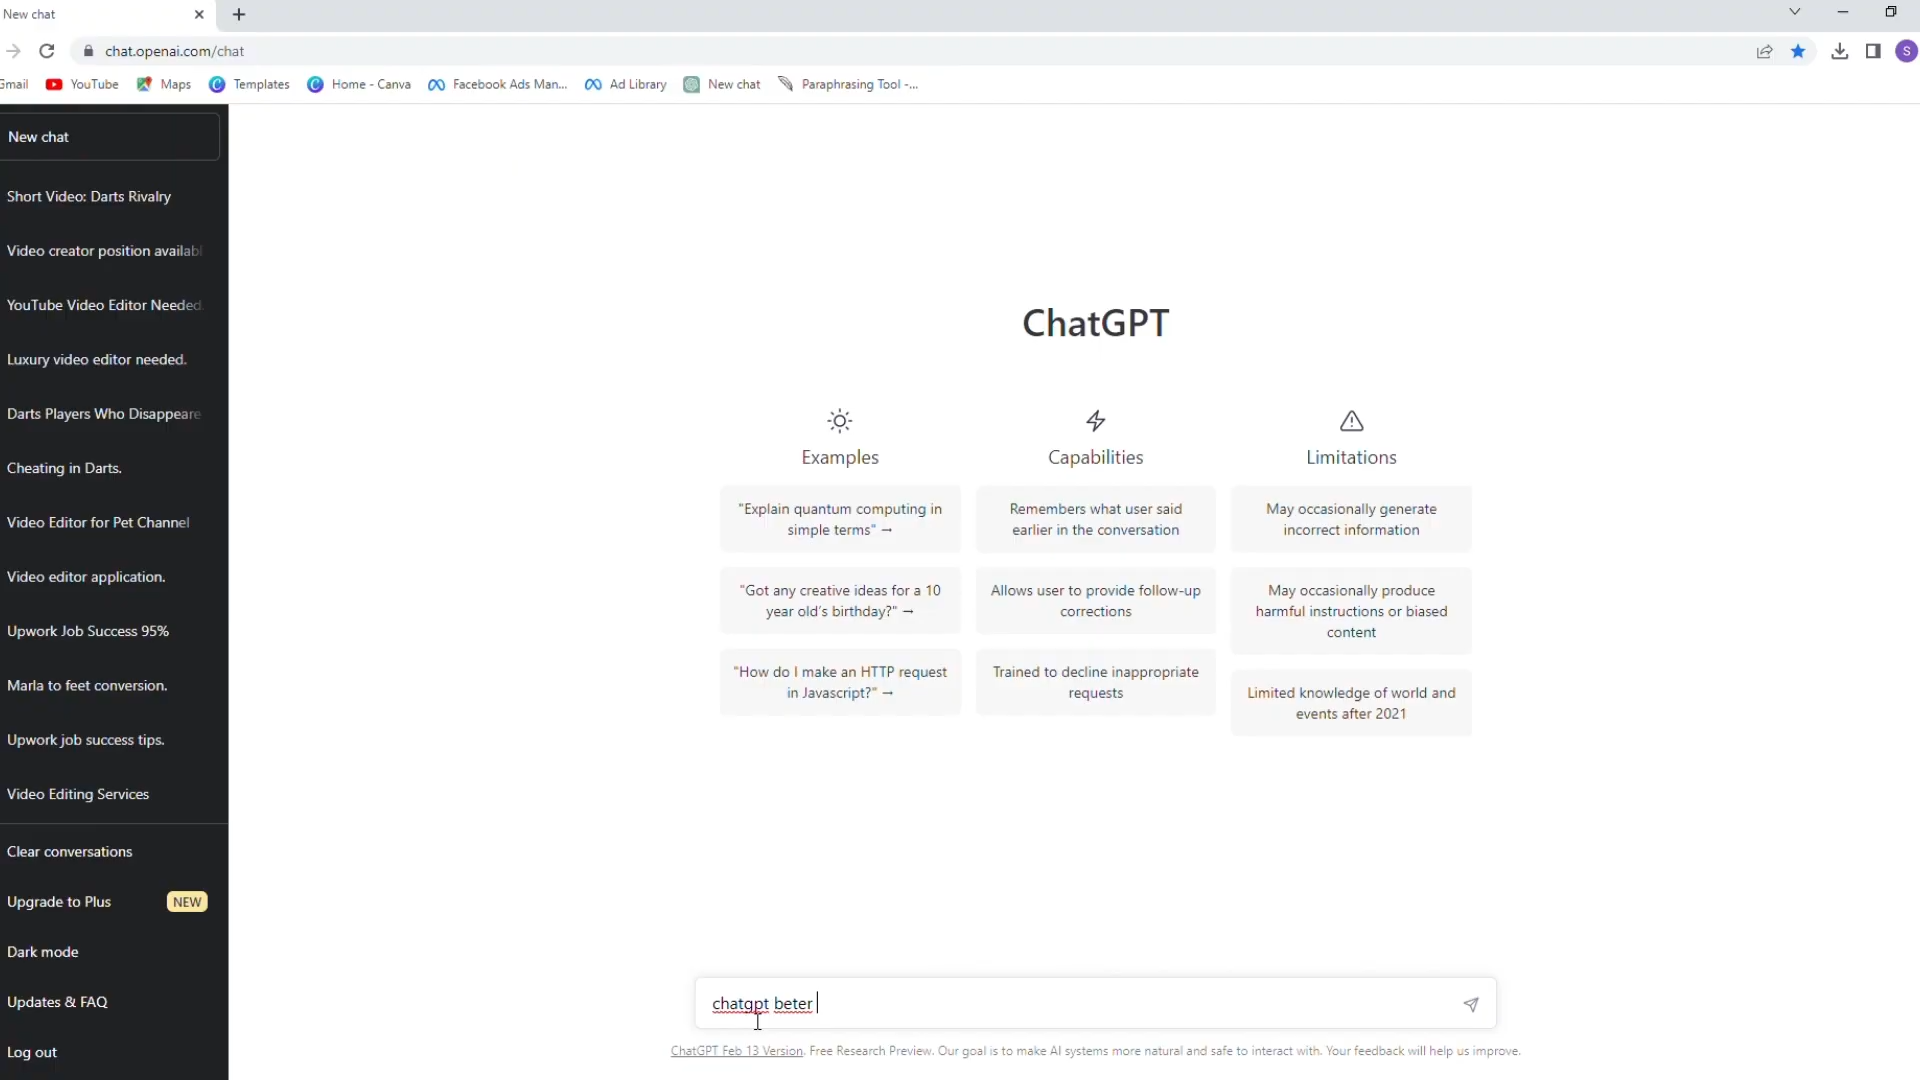 New chat
chat.openai.com/chat
S
Gmail
YouTube
Maps
Templates
Home - Canva
Facebook Ads Man...
Ad Library
New chat
Paraphrasing Tool -...
New chat
Short Video: Darts Rivalry
Video creator position availabl
YouTube Video Editor Needed.
Luxury video editor needed.
Darts Players Who Disappeare
Cheating in Darts.
Video Editor for Pet Channel
Video editor application.
Upwork Job Success 95%
Marla to feet conversion.
Upwork job success tips.
Video Editing Services
Clear conversations
Upgrade to Plus
NEW
Dark mode
Updates & FAQ
Log out
ChatGPT
Examples
"Explain quantum computing in
simple terms" →
"Got any creative ideas for a 10
year old's birthday?" →
"How do I make an HTTP request
in Javascript?" →
Capabilities
Remembers what user said
earlier in the conversation
Allows user to provide follow-up
corrections
Trained to decline inappropriate
requests
Limitations
May occasionally generate
incorrect information
May occasionally produce
harmful instructions or biased
content
Limited knowledge of world and
events after 2021
chatgpt beter
ChatGPT Feb 13 Version. Free Research Preview. Our goal is to make AI systems more natural and safe to interact with. Your feedback will help us improve.